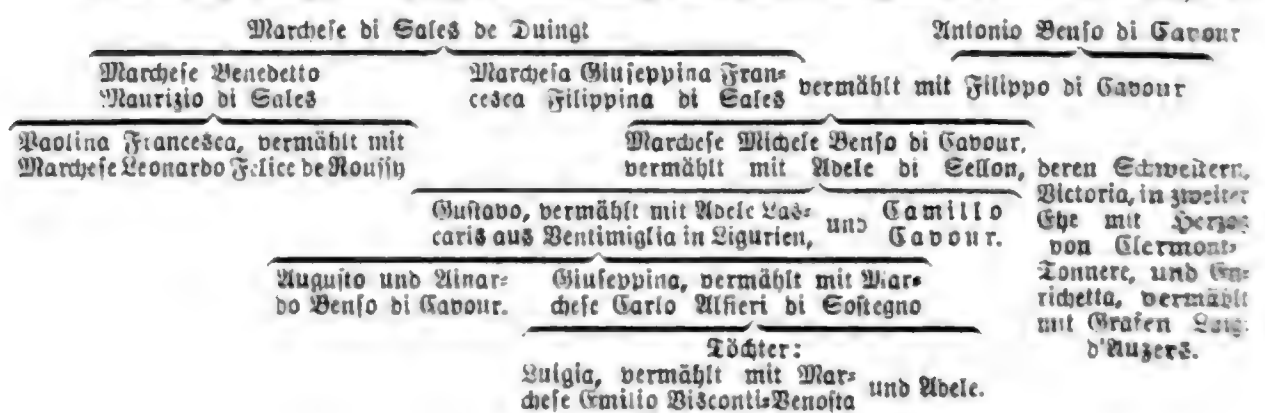 Marchese di Sales de Duingt
Antonio Benso di Cavour
Marchese Benedetto
Maurizio di Sales
Marchesa Giuseppina Fran=
cesca Filippina di Sales
vermählt mit Filippo di Cavour
Paolina Francesca, vermählt mit
Marchese Leonardo Felice de Roussy
Marchese Michele Benso di Cavour,
vermählt mit Adele di Sellon,
deren Schwestern,
Victoria, in zweiter
Ehe mit Herzog
von Clermont=
Tonnere, und En=
richetta, vermählt
mit Grafen Luigi
d'Auzers.
Gustavo, vermählt mit Adele Las=
caris aus Ventimiglia in Ligurien,
und
Camillo
Cavour.
Augusto und Ainar=
do Benso di Cavour.
Giuseppina, vermählt mit Mar=
chese Carlo Alfieri di Sostegno
Töchter:
Luigia, vermählt mit Mar=
chese Emilio Visconti=Venosta
und Adele.